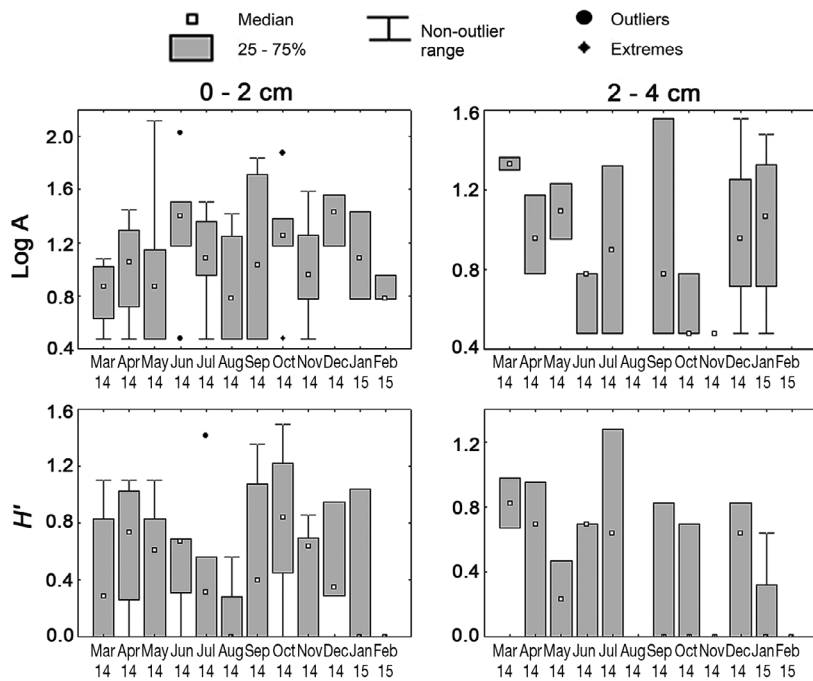 Median
25 - 75%
Non-outlier
range
Outliers
Extremes
0 - 2 cm
2 - 4 cm
Log A
2.0
1.6
1.2
0.8
0.4
Mar Apr May Jun Jul Aug Sep Oct Nov Dec Jan Feb
14 14 14 14 14 14 14 14 14 14 15 15
1.6
1.2
0.8
0.4
Mar Apr May Jun Jul Aug Sep Oct Nov Dec Jan Feb
14 14 14 14 14 14 14 14 14 14 15 15
H'
1.6
1.2
0.8
0.4
0.0
Mar Apr May Jun Jul Aug Sep Oct Nov Dec Jan Feb
14 14 14 14 14 14 14 14 14 14 15 15
1.2
0.8
0.4
0.0
Mar Apr May Jun Jul Aug Sep Oct Nov Dec Jan Feb
14 14 14 14 14 14 14 14 14 14 15 15